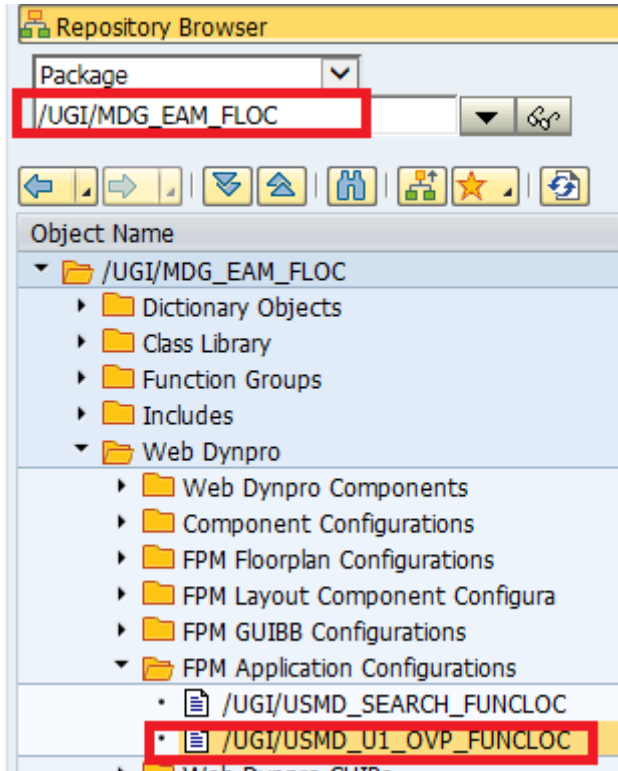 Repository Browser
Package
/UGI/MDG_EAM_FLOC
Object Name
/UGI/MDG_EAM_FLOC
Dictionary Objects
Class Library
Function Groups
Includes
Web Dynpro
Web Dynpro Components
Component Configurations
FPM Floorplan Configurations
FPM Layout Component Configura
FPM GUIBB Configurations
FPM Application Configurations
/UGI/USMD_SEARCH_FUNCLOC
/UGI/USMD_U1_OVP_FUNCLOC